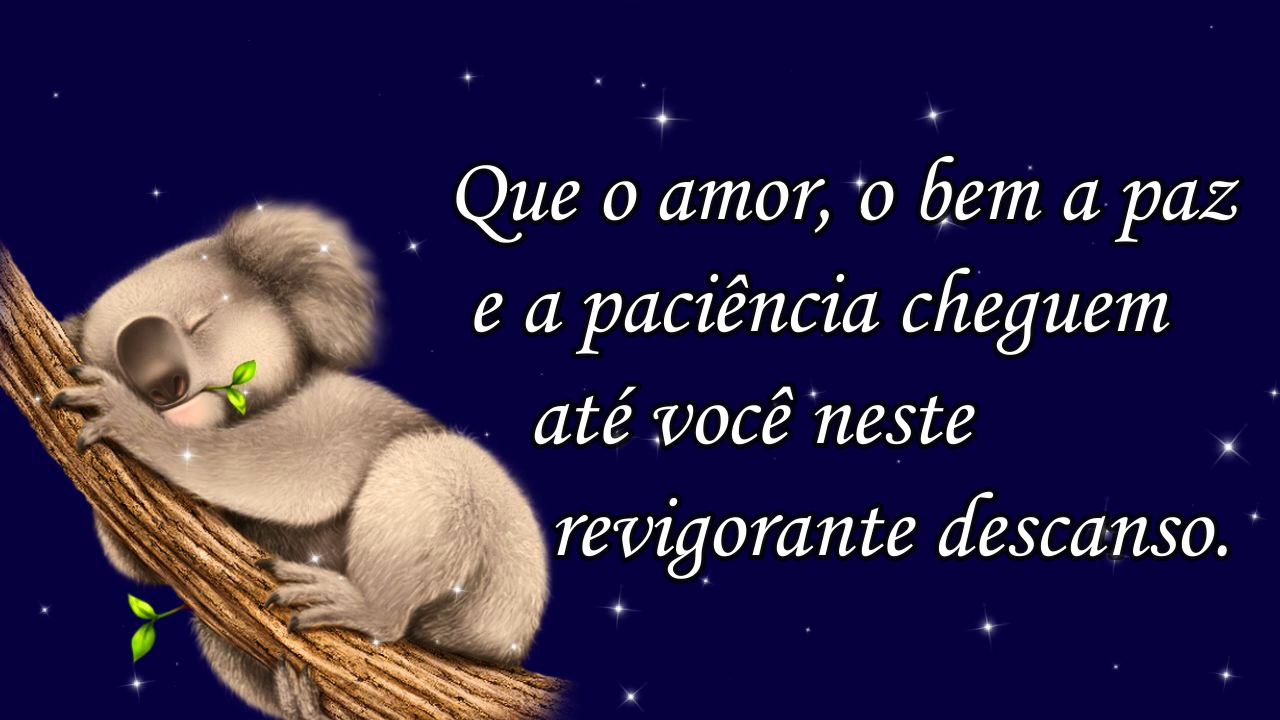 Que o amor, o bem a paz
e a paciência cheguem
até você neste
revigorante descanso.